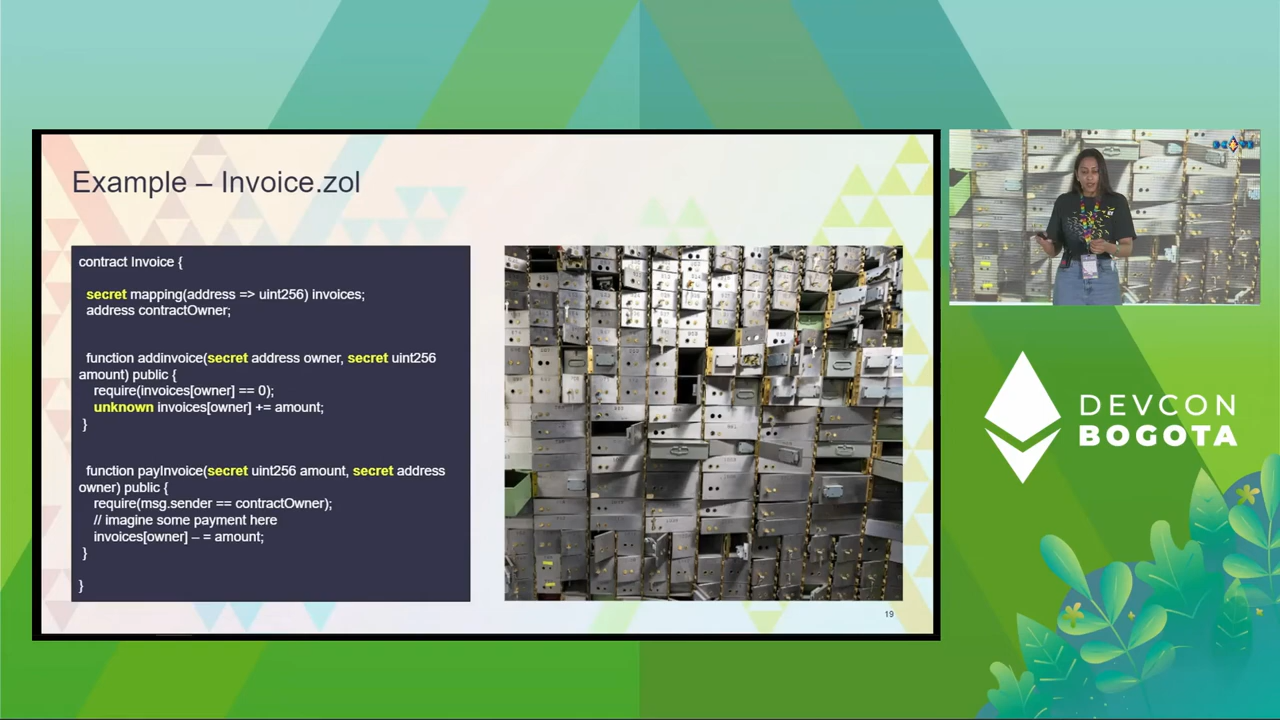 Example – Invoice.zol
contract Invoice {
secret mapping(address => uint256) invoices;
address contractOwner;
function addinvoice(secret address owner, secret uint256
amount) public {
require(invoices[owner] == 0);
unknown invoices[owner] += amount;
}
function payInvoice(secret uint256 amount, secret address
owner) public {
require(msg.sender == contractOwner);
// imagine some payment here
invoices[owner] – = amount;
}
}
19
DEVCON
BOGOTA